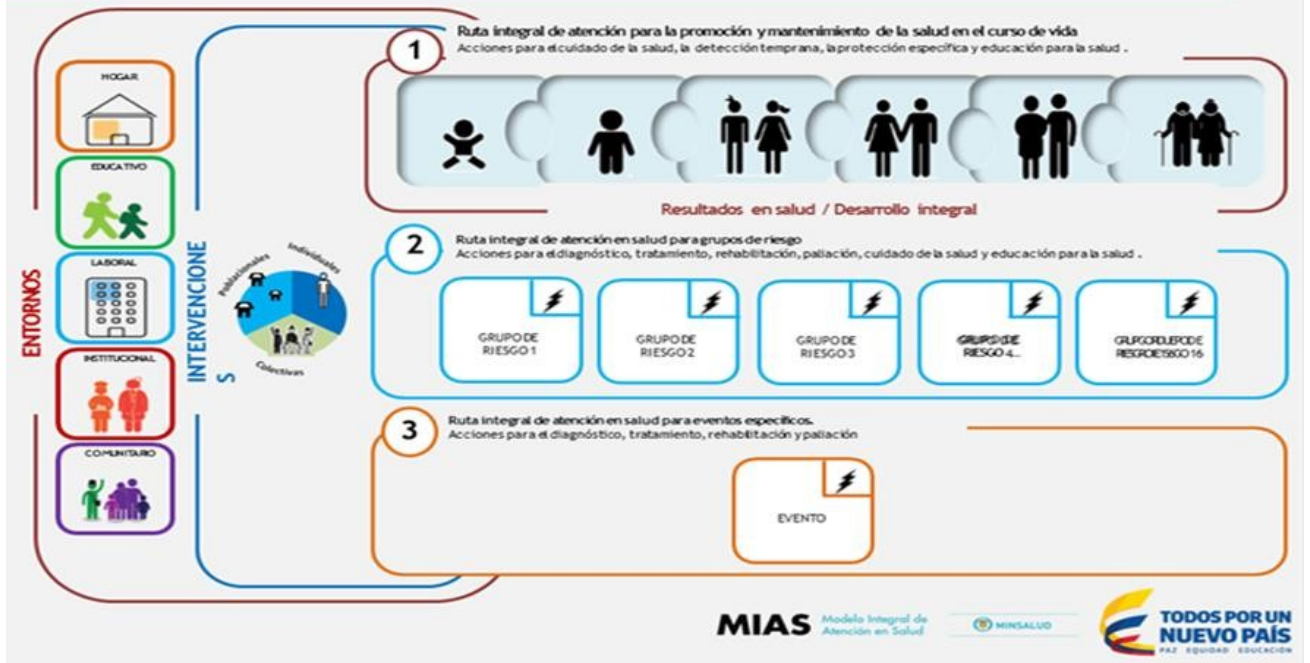 ENTORNOS
HOGAR
EDUCATIVO
LABORAL
INSTITUCIONAL
COMUNITARIO
INTERVENCIONE
S
Poblacionales
Individuales
Colectivas
1
Ruta integral de atención para la promoción y mantenimiento de la salud en el curso de vida
Acciones para el cuidado de la salud, la detección temprana, la protección específica y educación para la salud .
Resultados en salud / Desarrollo integral
2
Ruta integral de atención en salud para grupos de riesgo
Acciones para el diagnóstico, tratamiento, rehabilitación, paliación, cuidado de la salud y educación para la salud .
GRUPO DE
RIESGO 1
GRUPO DE
RIESGO 2
GRUPO DE
RIESGO 3
GRUPO DE
RIESGO 4...
3
Ruta integral de atención en salud para eventos específicos.
Acciones para el diagnóstico, tratamiento, rehabilitación y paliación
EVENTO
MIAS
Modelo Integral de
Atención en Salud
MINSALUD
TODOS POR UN
NUEVO PAÍS
PAZ EQUIDAD EDUCACIÓN